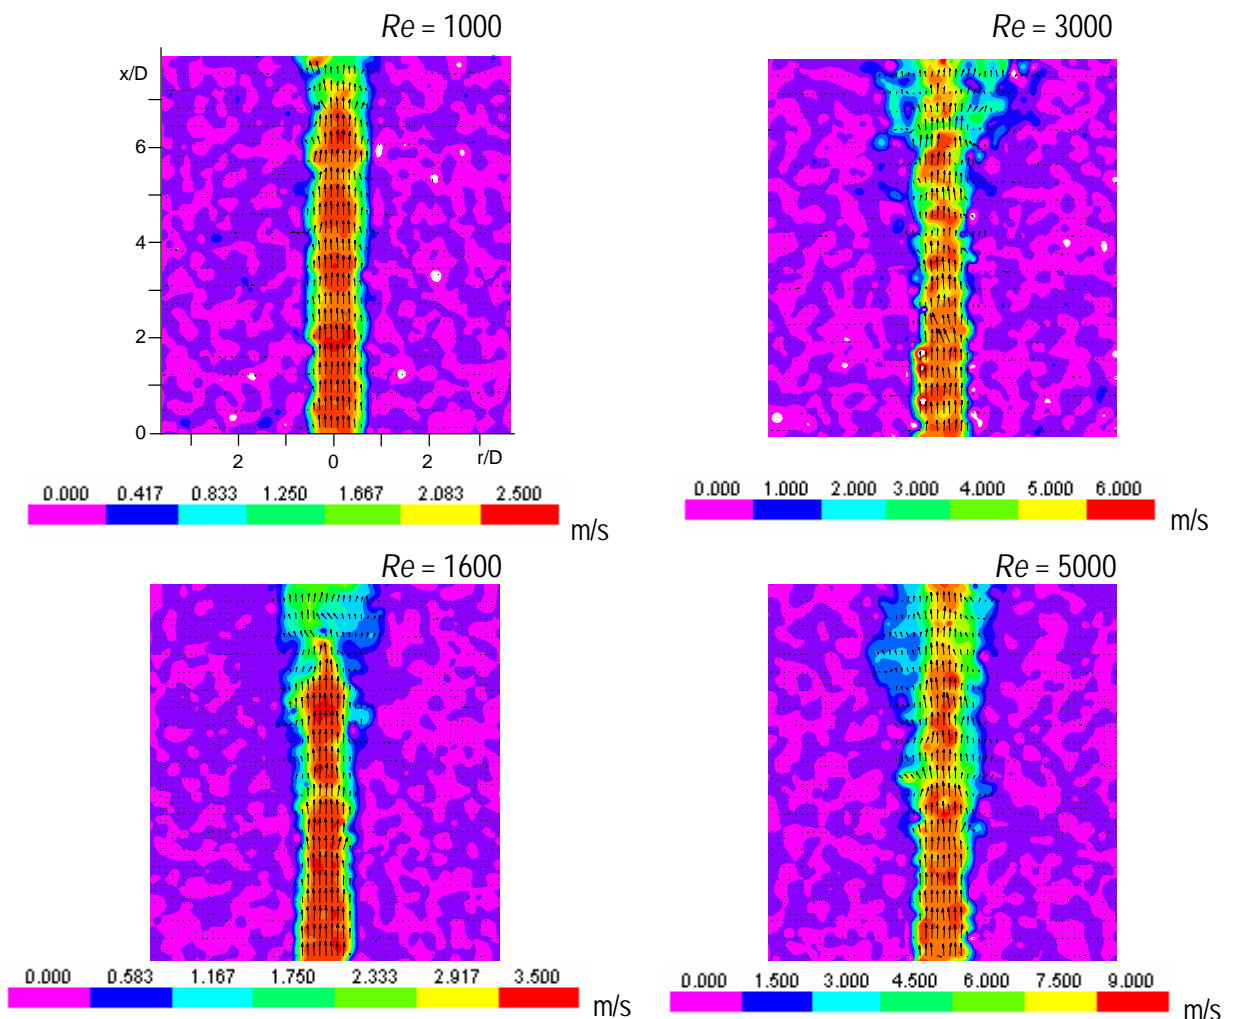 Re = 1000
x/D
6
4
2
0
2 0 2 r/D
0.000 0.417 0.833 1.250 1.667 2.083 2.500
m/s
Re = 3000
0.000 1.000 2.000 3.000 4.000 5.000 6.000
m/s
Re = 1600
0.000 0.583 1.167 1.750 2.333 2.917 3.500
m/s
Re = 5000
0.000 1.500 3.000 4.500 6.000 7.500 9.000
m/s